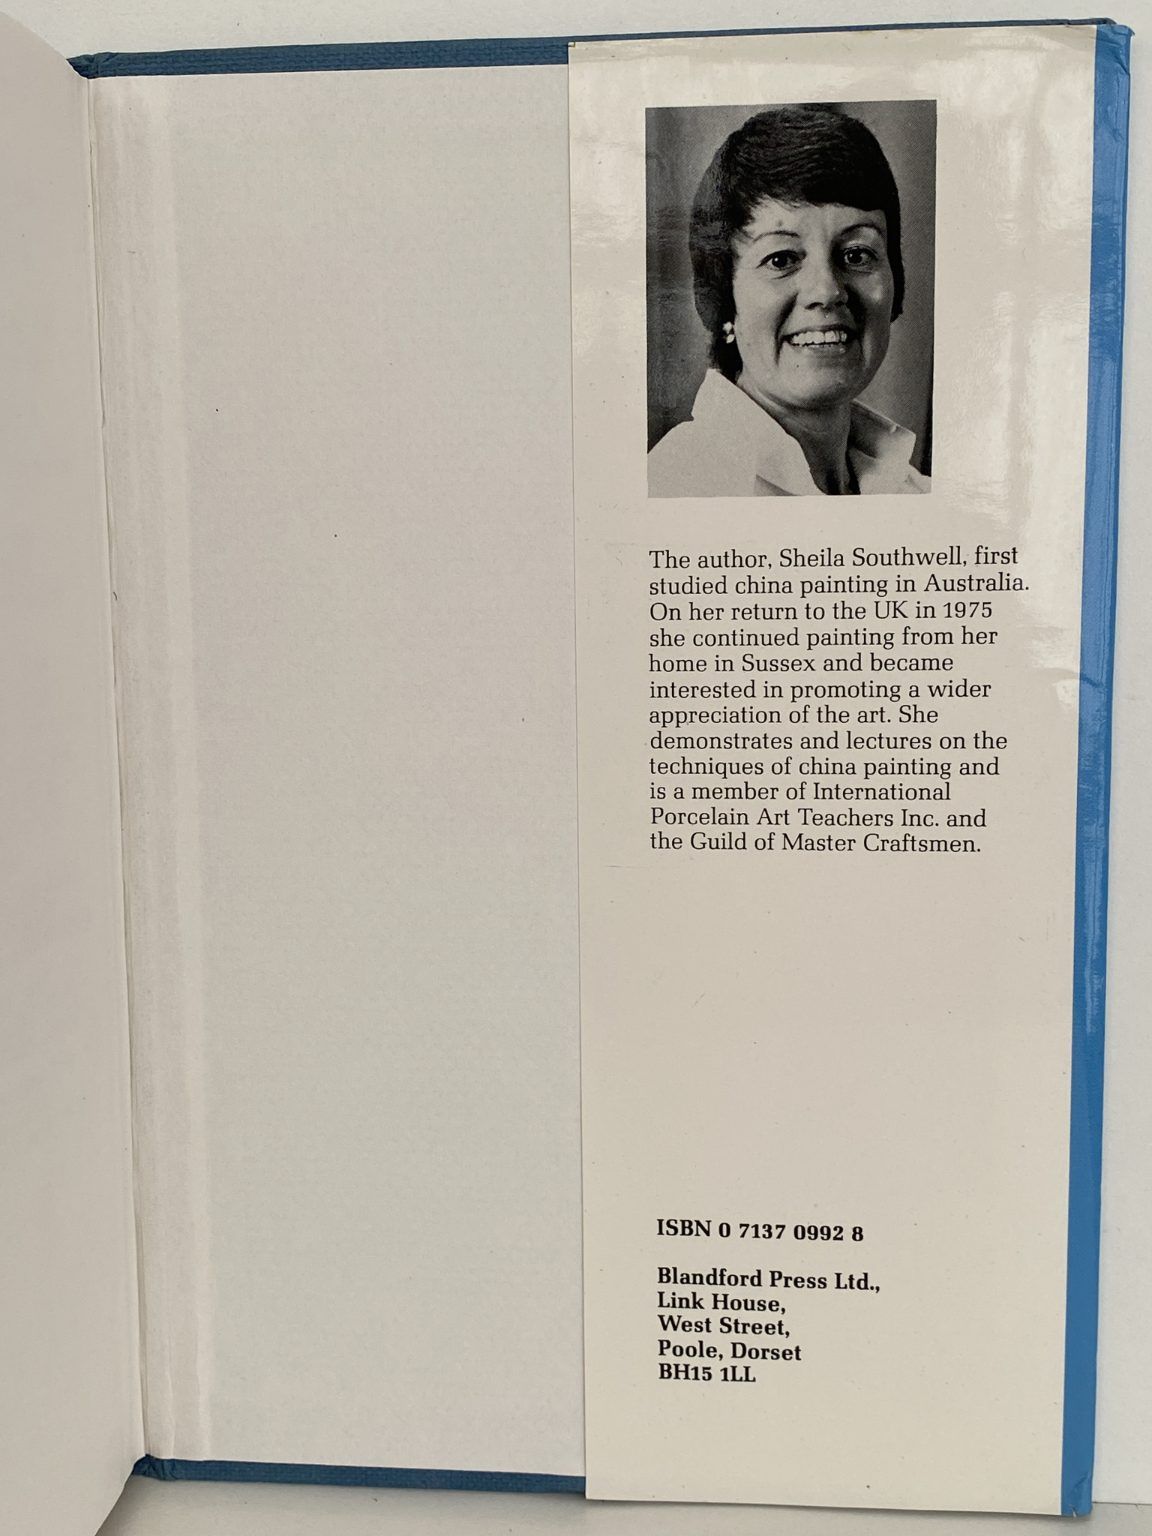 The author, Sheila Southwell, first
studied china painting in Australia.
On her return to the UK in 1975
she continued painting from her
home in Sussex and became
interested in promoting a wider
appreciation of the art. She
demonstrates and lectures on the
techniques of china painting and
is a member of International
Porcelain Art Teachers Inc. and
the Guild of Master Craftsmen.
ISBN 0 7137 0992 8
Blandford Press Ltd.,
Link House,
West Street,
Poole, Dorset
BH15 1LL